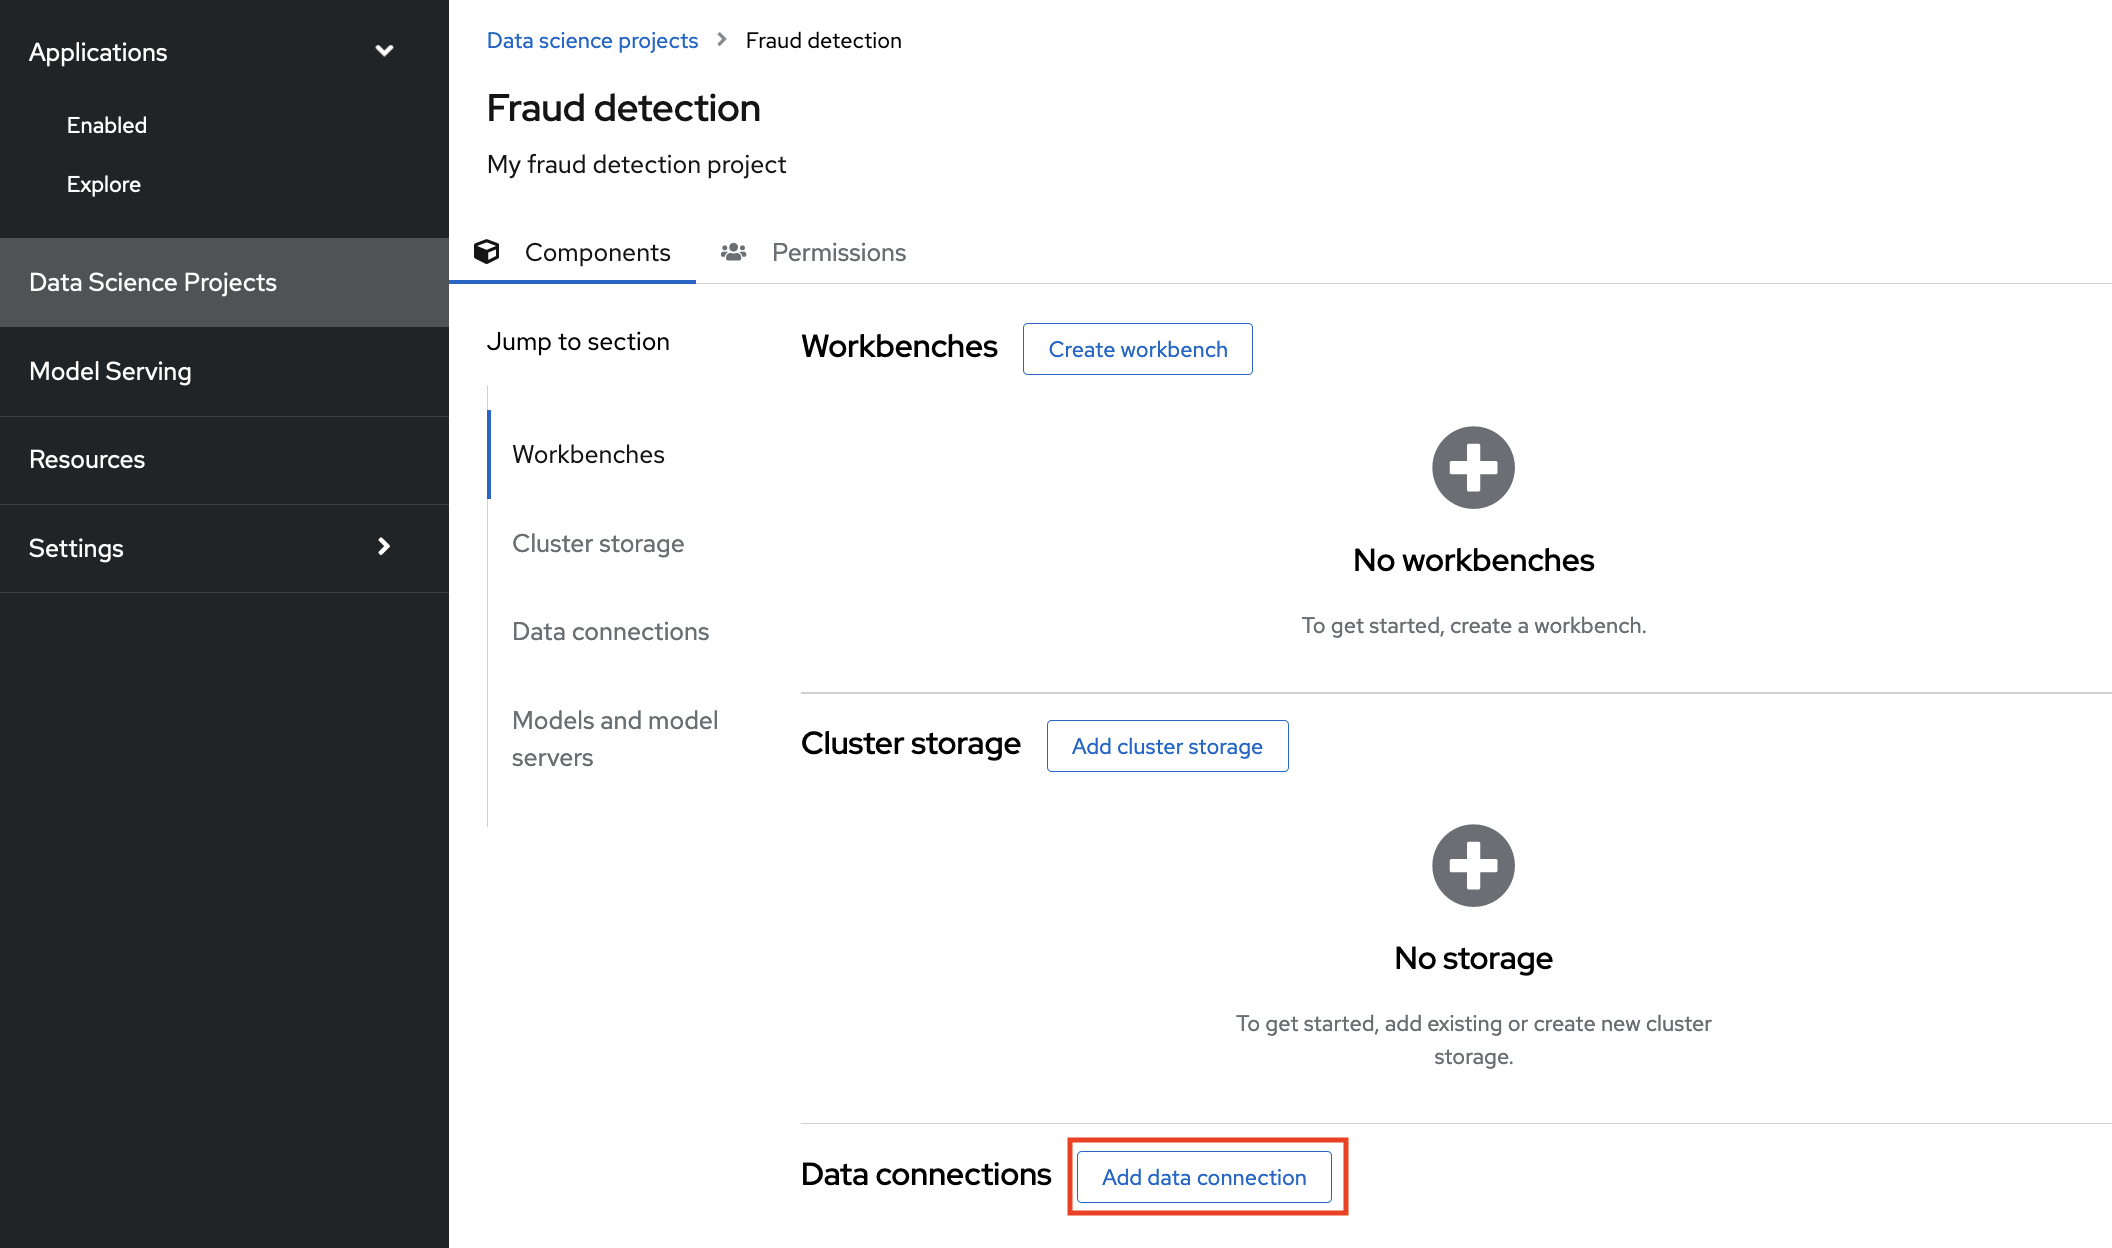 Applications
Enabled
Explore
Data Science Projects
Model Serving
Resources
Settings
Data science projects > Fraud detection
Fraud detection
My fraud detection project
Components
Permissions
Jump to section
Workbenches
Cluster storage
Data connections
Models and model
servers
Workbenches
Create workbench
No workbenches
To get started, create a workbench.
Cluster storage
Add cluster storage
No storage
To get started, add existing or create new cluster
storage.
Data connections
Add data connection